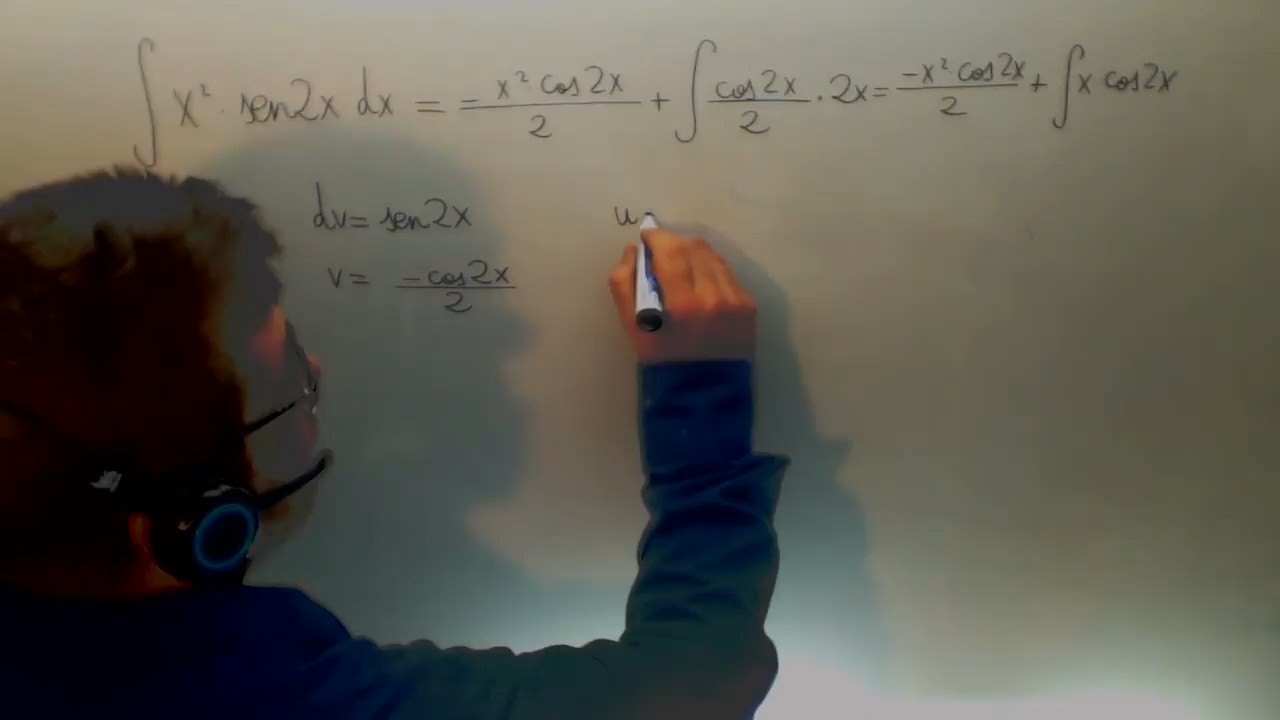 ∫ x² · sen2x dx = -x² cos2x/2 + ∫ cos2x/2 · 2x = -x² cos2x/2 + ∫ x cos2x
dv = sen2x u
v = -cos2x/2